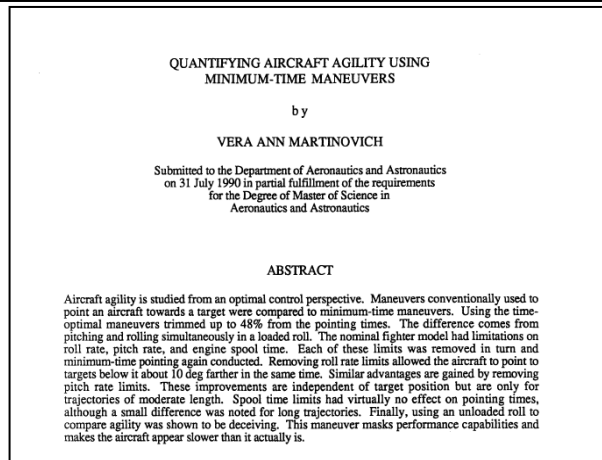 QUANTIFYING AIRCRAFT AGILITY USING
MINIMUM-TIME MANEUVERS
by
VERA ANN MARTINOVICH
Submitted to the Department of Aeronautics and Astronautics
on 31 July 1990 in partial fulfillment of the requirements
for the Degree of Master of Science in
Aeronautics and Astronautics
ABSTRACT
Aircraft agility is studied from an optimal control perspective. Maneuvers conventionally used to
point an aircraft towards a target were compared to minimum-time maneuvers. Using the time-
optimal maneuvers trimmed up to 48% from the pointing times. The difference comes from
pitching and rolling simultaneously in a loaded roll. The nominal fighter model had limitations on
roll rate, pitch rate, and engine spool time. Each of these limits was removed in turn and
minimum-time pointing again conducted. Removing roll rate limits allowed the aircraft to point to
targets below it about 10 deg farther in the same time. Similar advantages are gained by removing
pitch rate limits. These improvements are independent of target position but are only for
trajectories of moderate length. Spool time limits had virtually no effect on pointing times,
although a small difference was noted for long trajectories. Finally, using an unloaded roll to
compare agility was shown to be deceiving. This maneuver masks performance capabilities and
makes the aircraft appear slower than it actually is.